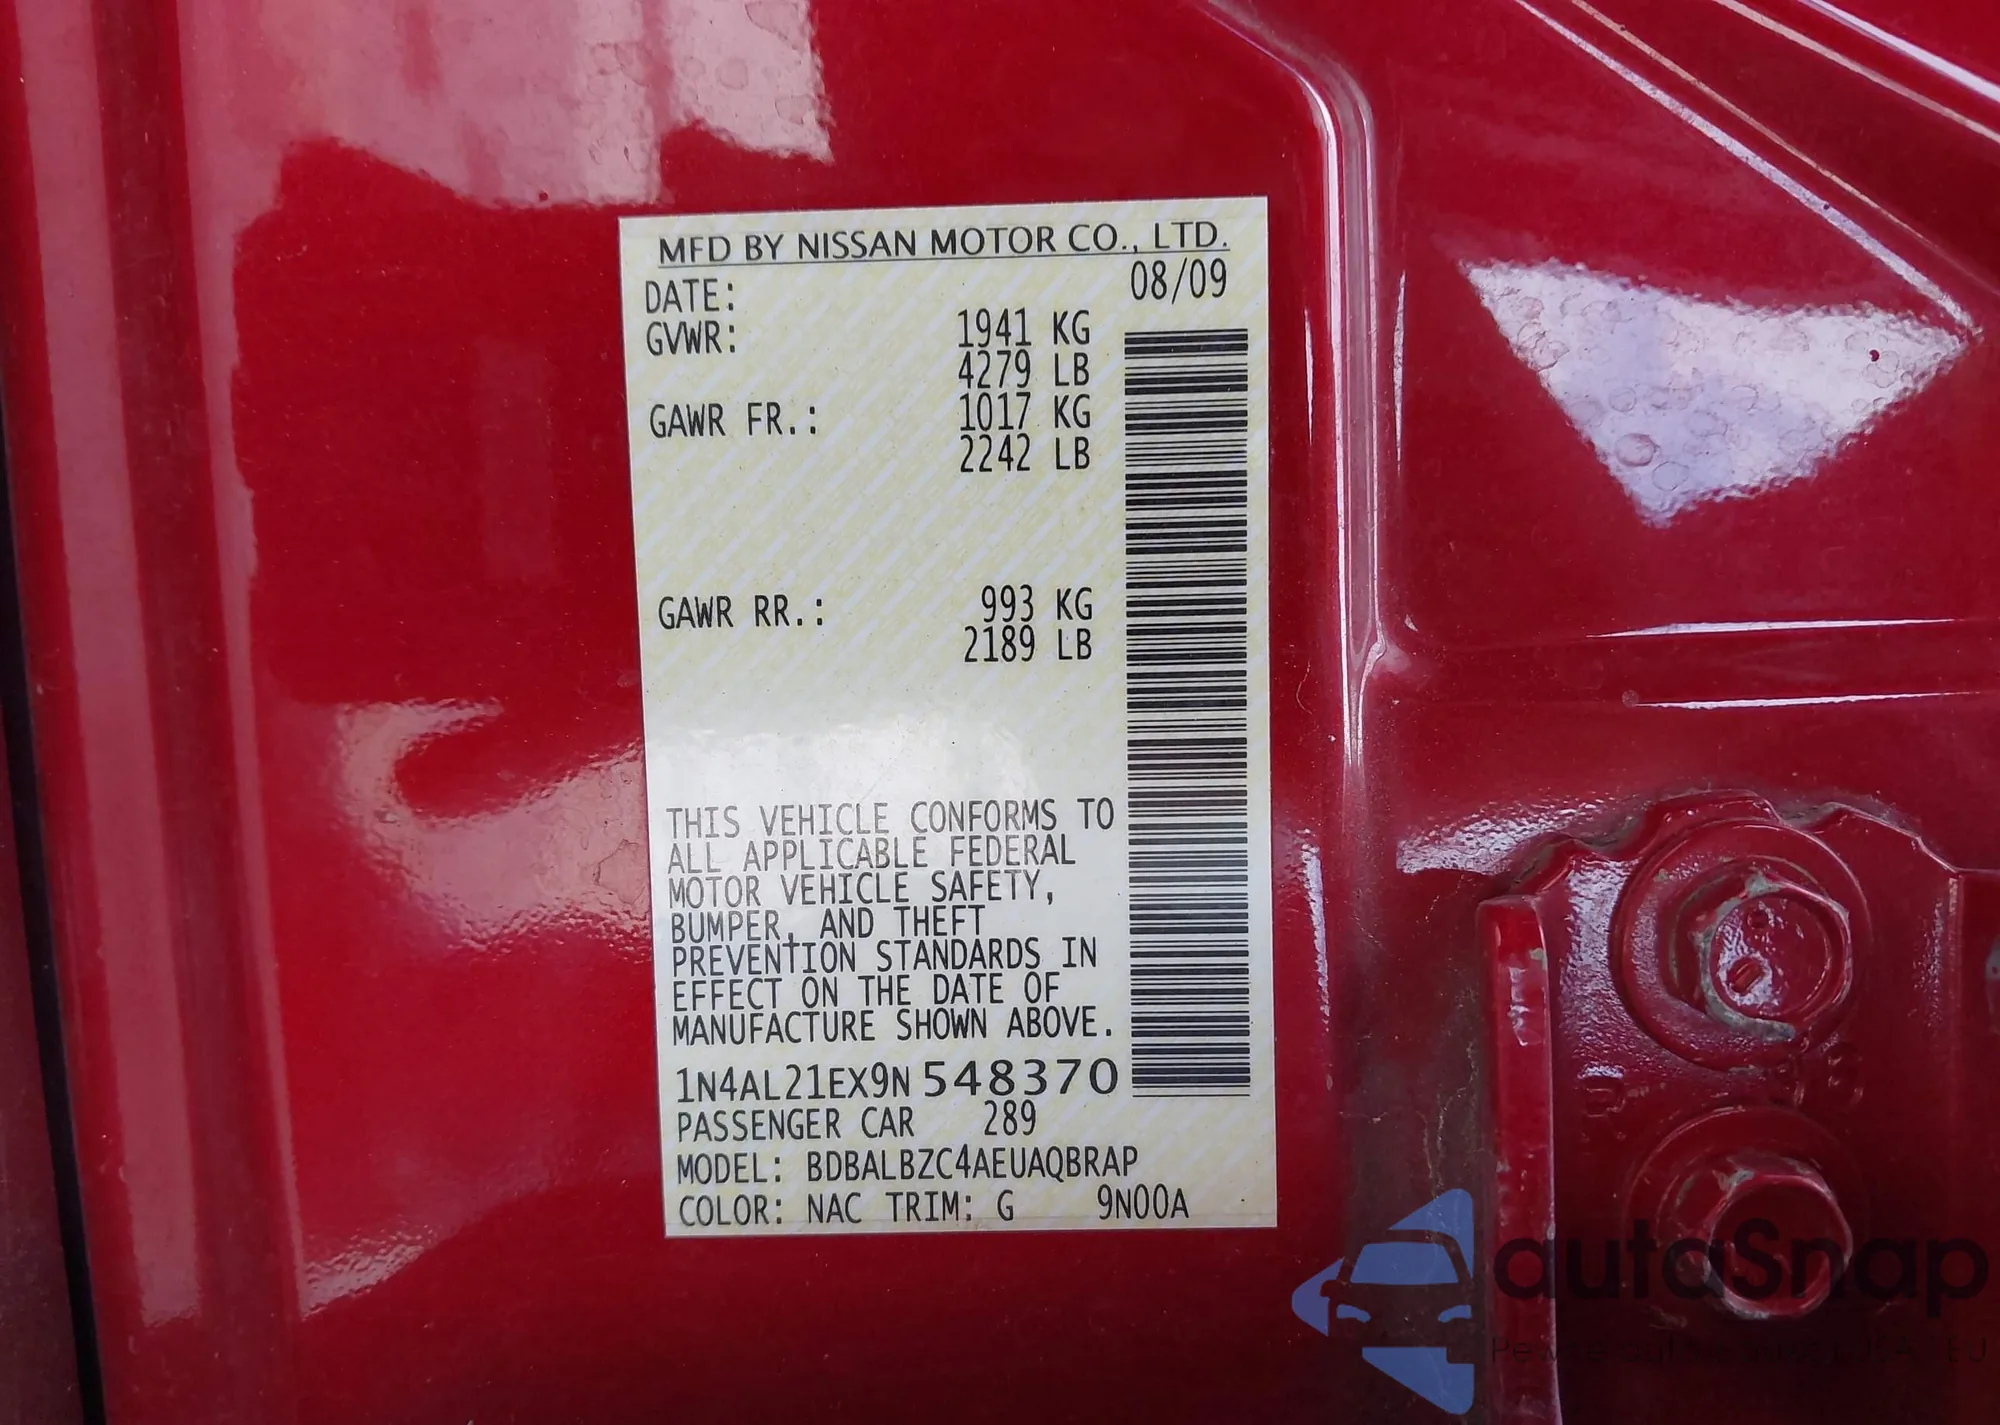 MFD BY NISSAN MOTOR CO., LTD.
DATE: 08/09
GVWR: 1941 KG
4279 LB
GAWR FR.: 1017 KG
2242 LB
GAWR RR.: 993 KG
2189 LB
THIS VEHICLE CONFORMS TO
ALL APPLICABLE FEDERAL
MOTOR VEHICLE SAFETY,
BUMPER, AND THEFT
PREVENTION STANDARDS IN
EFFECT ON THE DATE OF
MANUFACTURE SHOWN ABOVE.
1N4AL21EX9N548370
PASSENGER CAR 289
MODEL: BDBALBZC4AEUAQBRAP
COLOR: NAC TRIM: G 9N00A
autoSnap